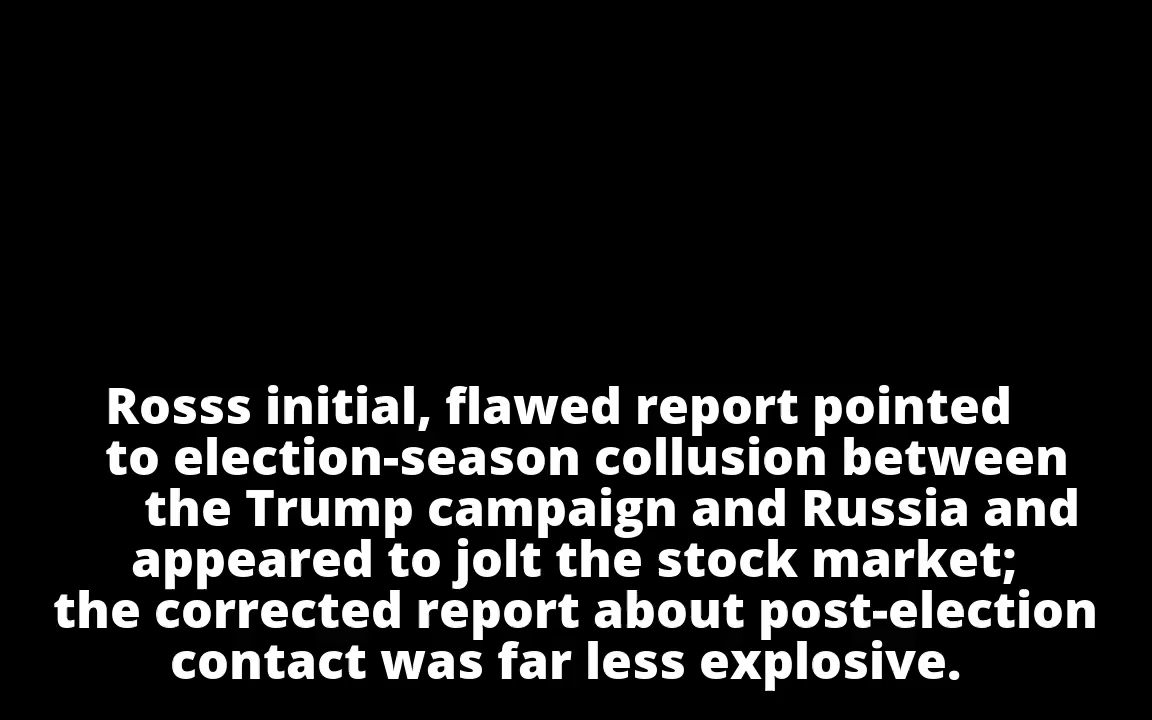 Rosss initial, flawed report pointed
to election-season collusion between
the Trump campaign and Russia and
appeared to jolt the stock market;
the corrected report about post-election
contact was far less explosive.